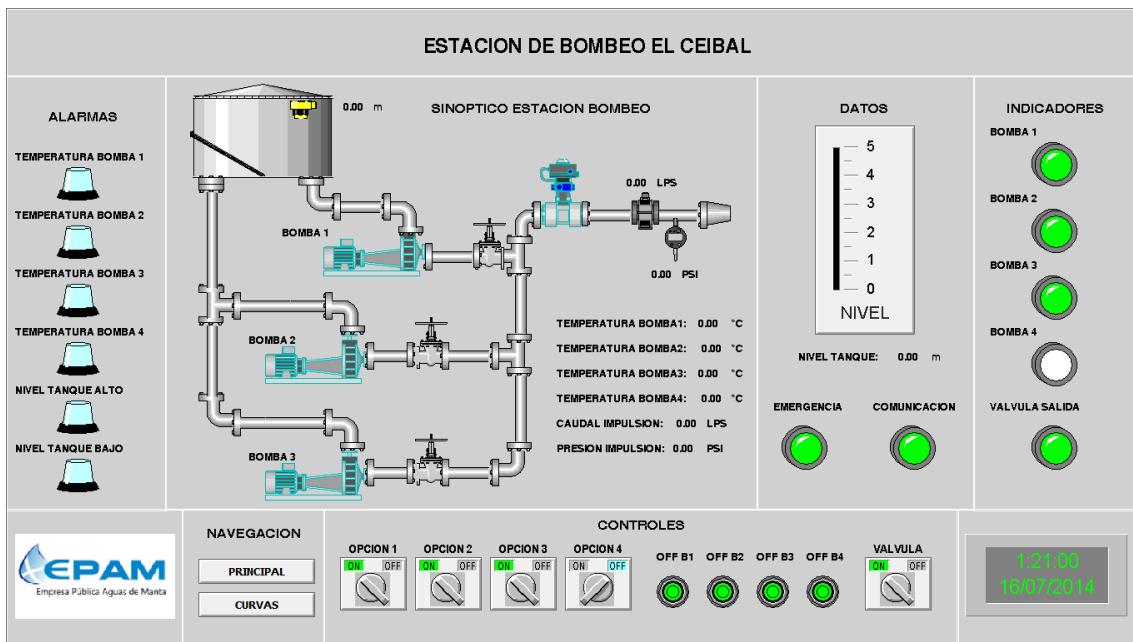 ESTACION DE BOMBEO EL CEIBAL
ALARMAS
TEMPERATURA BOMBA 1
TEMPERATURA BOMBA 2
TEMPERATURA BOMBA 3
TEMPERATURA BOMBA 4
NIVEL TANQUE ALTO
NIVEL TANQUE BAJO
0.00 m
SINOPTICO ESTACION BOMBEO
0.00 LPS
BOMBA 1
0.00 PSI
BOMBA 2
BOMBA 3
TEMPERATURA BOMBA1: 0.00 °C
TEMPERATURA BOMBA2: 0.00 °C
TEMPERATURA BOMBA3: 0.00 °C
TEMPERATURA BOMBA4: 0.00 °C
CAUDAL IMPULSION: 0.00 LPS
PRESION IMPULSION: 0.00 PSI
DATOS
5
4
3
2
1
0
NIVEL
NIVEL TANQUE: 0.00 m
EMERGENCIA COMUNICACION
INDICADORES
BOMBA 1
BOMBA 2
BOMBA 3
BOMBA 4
VALVULA SALIDA
EPAM
Empresa Pública Aguas de Manta
NAVEGACION
PRINCIPAL
CURVAS
CONTROLES
OPCION 1 OPCION 2 OPCION 3 OPCION 4 OFF B1 OFF B2 OFF B3 OFF B4 VALVULA
ON OFF ON OFF ON OFF ON OFF ON OFF
1:21:00
16/07/2014